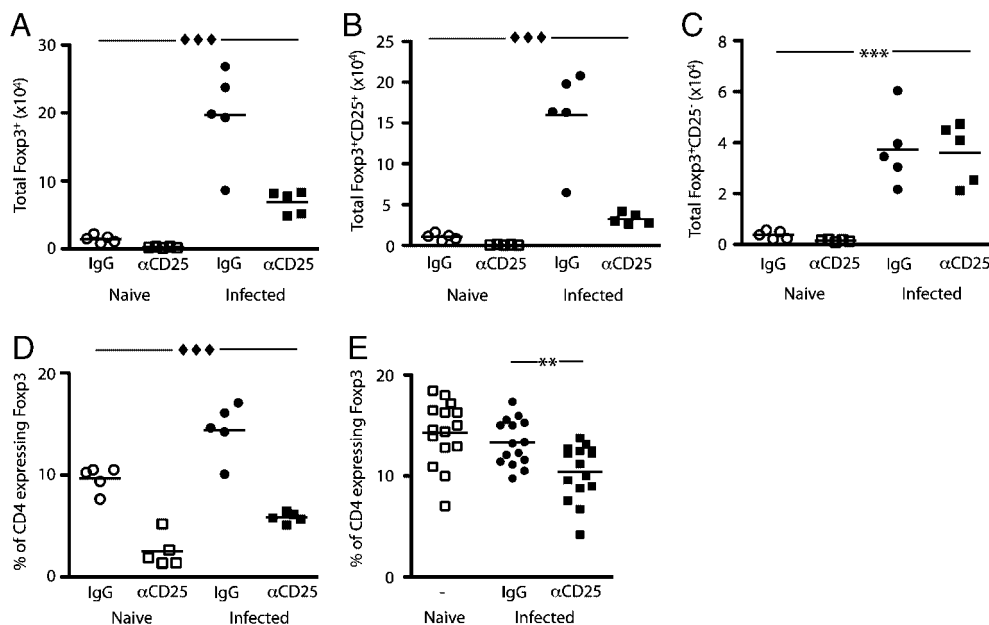 A
Total Foxp3⁺ (x10⁴)
30
20
10
0
♦♦♦
IgG αCD25 IgG αCD25
Naive Infected
B
Total Foxp3⁺CD25⁺ (x10⁴)
25
20
15
10
5
0
♦♦♦
IgG αCD25 IgG αCD25
Naive Infected
C
Total Foxp3⁺CD25⁻ (x10⁴)
8
6
4
2
0
***
IgG αCD25 IgG αCD25
Naive Infected
D
% of CD4 expressing Foxp3
20
10
0
♦♦♦
IgG αCD25 IgG αCD25
Naive Infected
E
% of CD4 expressing Foxp3
20
10
0
**
- IgG αCD25
Naive Infected